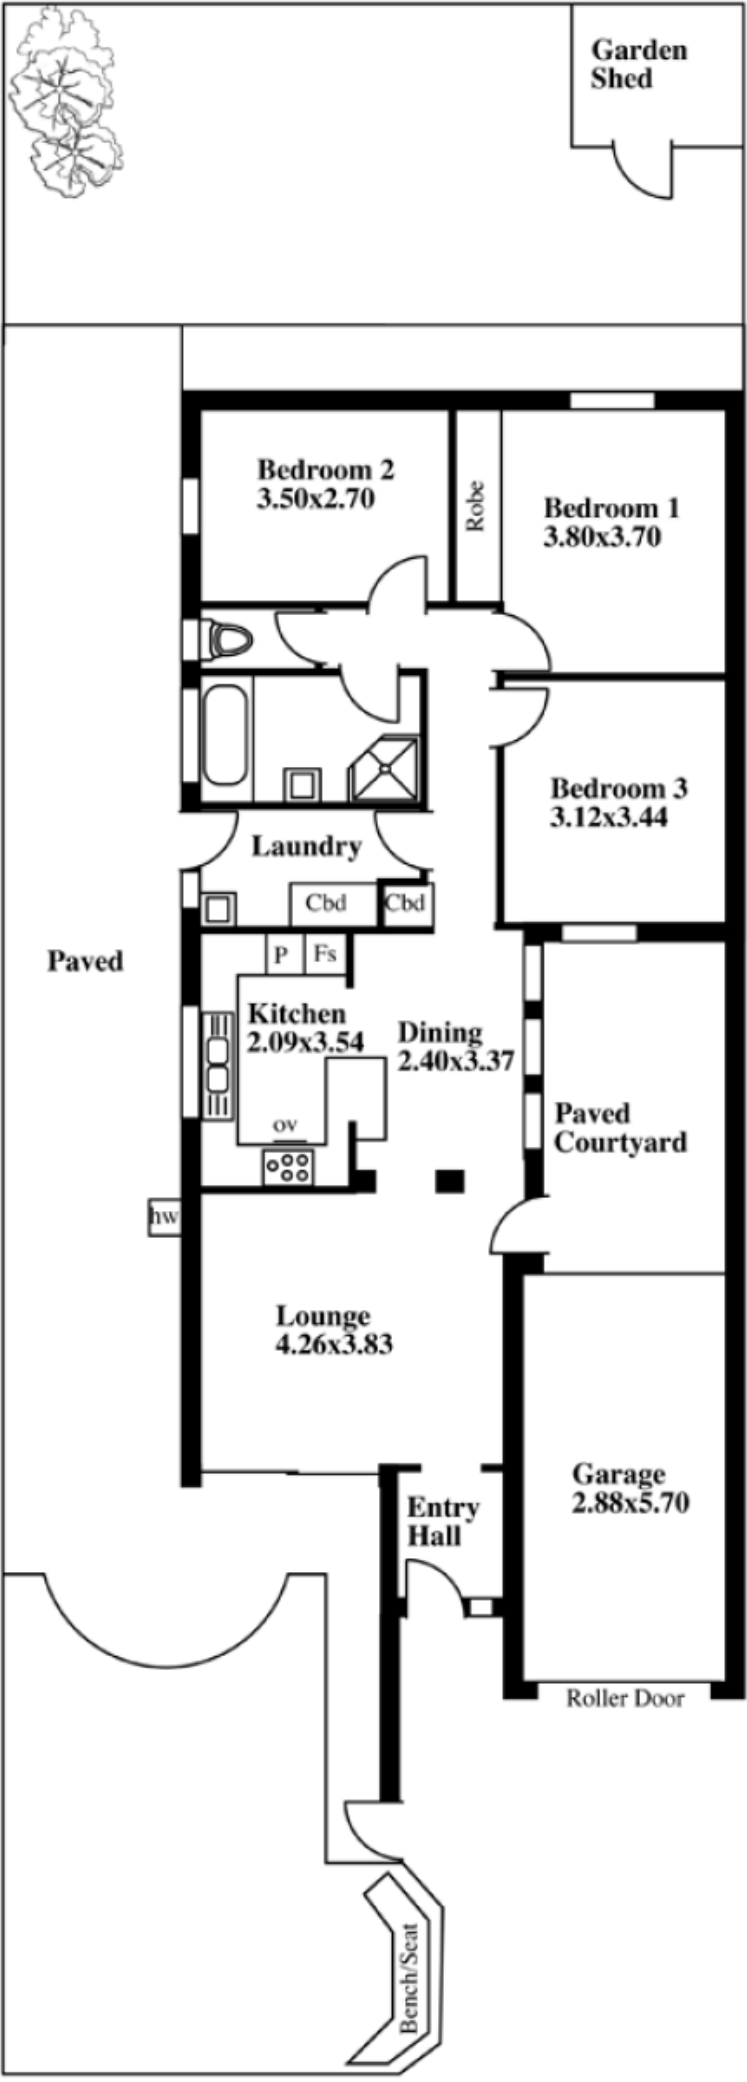 Garden
Shed
Bedroom 2
3.50x2.70
Robe
Bedroom 1
3.80x3.70
Bedroom 3
3.12x3.44
Laundry
Cbd
Cbd
Paved
P
Fs
Kitchen
2.09x3.54
Dining
2.40x3.37
ov
Paved
Courtyard
hw
Lounge
4.26x3.83
Garage
2.88x5.70
Entry
Hall
Roller Door
Bench/Seat